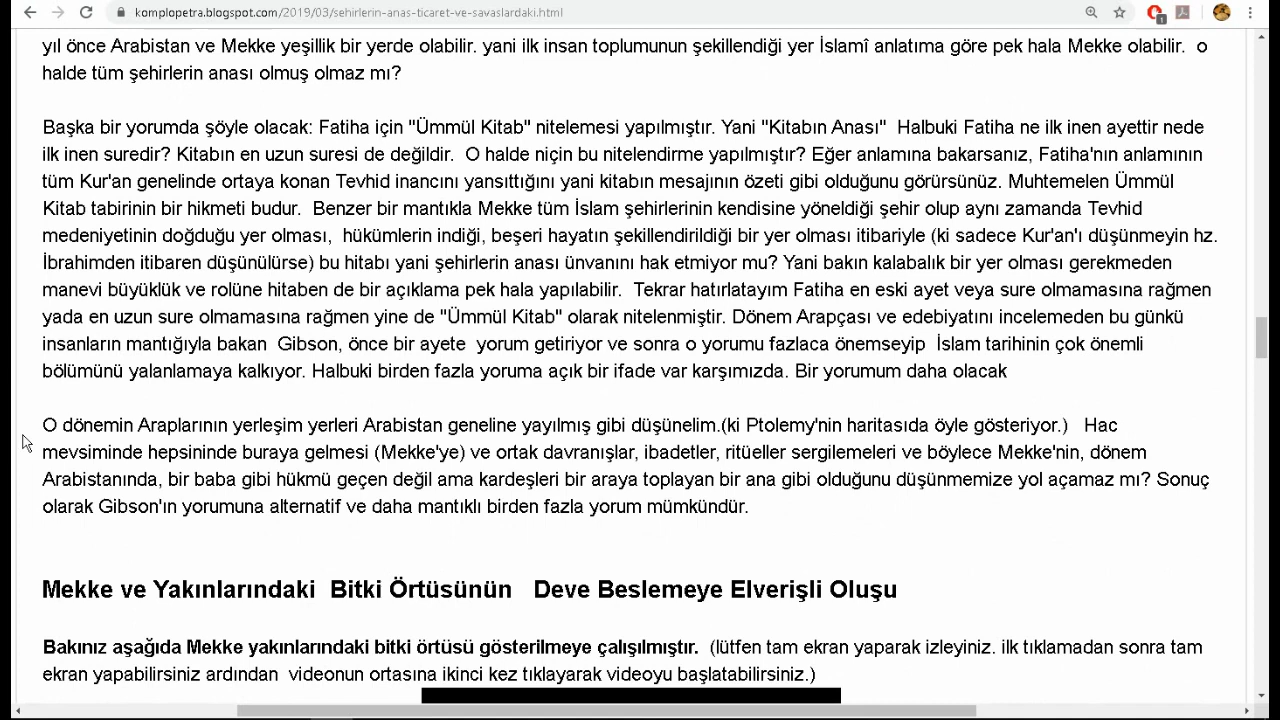 komplopetra.blogspot.com/2019/03/sehirlerin-anas-ticaret-ve-savaslardaki.html
1
yıl önce Arabistan ve Mekke yeşillik bir yerde olabilir. yani ilk insan toplumunun şekillendiği yer İslamî anlatıma göre pek hala Mekke olabilir.  o
halde tüm şehirlerin anası olmuş olmaz mı?
Başka bir yorumda şöyle olacak: Fatiha için "Ümmül Kitab" nitelemesi yapılmıştır. Yani "Kitabın Anası"  Halbuki Fatiha ne ilk inen ayettir nede
ilk inen suredir? Kitabın en uzun suresi de değildir.  O halde niçin bu nitelendirme yapılmıştır? Eğer anlamına bakarsanız, Fatiha'nın anlamının
tüm Kur'an genelinde ortaya konan Tevhid inancını yansıttığını yani kitabın mesajının özeti gibi olduğunu görürsünüz. Muhtemelen Ümmül
Kitab tabirinin bir hikmeti budur.  Benzer bir mantıkla Mekke tüm İslam şehirlerinin kendisine yöneldiği şehir olup aynı zamanda Tevhid
medeniyetinin doğduğu yer olması,  hükümlerin indiği, beşeri hayatın şekillendirildiği bir yer olması itibariyle (ki sadece Kur'an'ı düşünmeyin hz.
İbrahimden itibaren düşünülürse) bu hitabı yani şehirlerin anası ünvanını hak etmiyor mu? Yani bakın kalabalık bir yer olması gerekmeden
manevi büyüklük ve rolüne hitaben de bir açıklama pek hala yapılabilir.  Tekrar hatırlatayım Fatiha en eski ayet veya sure olmamasına rağmen
yada en uzun sure olmamasına rağmen yine de "Ümmül Kitab" olarak nitelenmiştir. Dönem Arapçası ve edebiyatını incelemeden bu günkü
insanların mantığıyla bakan  Gibson, önce bir ayete  yorum getiriyor ve sonra o yorumu fazlaca önemseyip  İslam tarihinin çok önemli
bölümünü yalanlamaya kalkıyor. Halbuki birden fazla yoruma açık bir ifade var karşımızda. Bir yorumum daha olacak
O dönemin Araplarının yerleşim yerleri Arabistan geneline yayılmış gibi düşünelim.(ki Ptolemy'nin haritasıda öyle gösteriyor.)   Hac
mevsiminde hepsininde buraya gelmesi (Mekke'ye) ve ortak davranışlar, ibadetler, ritüeller sergilemeleri ve böylece Mekke'nin, dönem
Arabistanında, bir baba gibi hükmü geçen değil ama kardeşleri bir araya toplayan bir ana gibi olduğunu düşünmemize yol açamaz mı? Sonuç
olarak Gibson'ın yorumuna alternatif ve daha mantıklı birden fazla yorum mümkündür.
Mekke ve Yakınlarındaki  Bitki Örtüsünün   Deve Beslemeye Elverişli Oluşu
Bakınız aşağıda Mekke yakınlarındaki bitki örtüsü gösterilmeye çalışılmıştır.  (lütfen tam ekran yaparak izleyiniz. ilk tıklamadan sonra tam
ekran yapabilirsiniz ardından  videonun ortasına ikinci kez tıklayarak videoyu başlatabilirsiniz.)